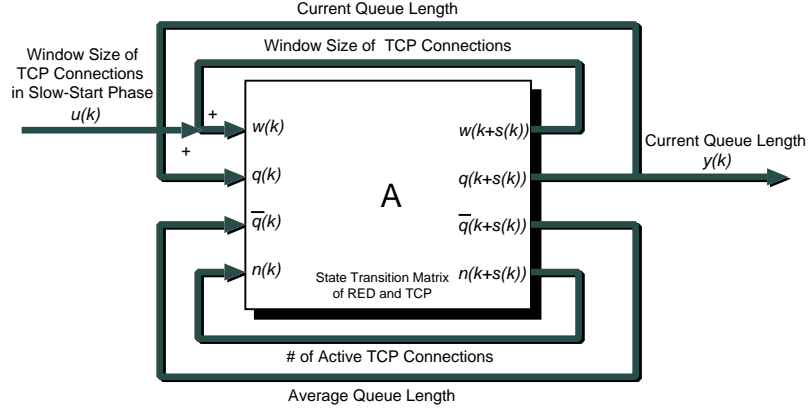 Current Queue Length
Window Size of TCP Connections
Window Size of
TCP Connections
in Slow-Start Phase
u(k)
+
+
w(k)
q(k)
q̅(k)
n(k)
A
State Transition Matrix
of RED and TCP
w(k+s(k))
q(k+s(k))
q̅(k+s(k))
n(k+s(k))
Current Queue Length
y(k)
# of Active TCP Connections
Average Queue Length